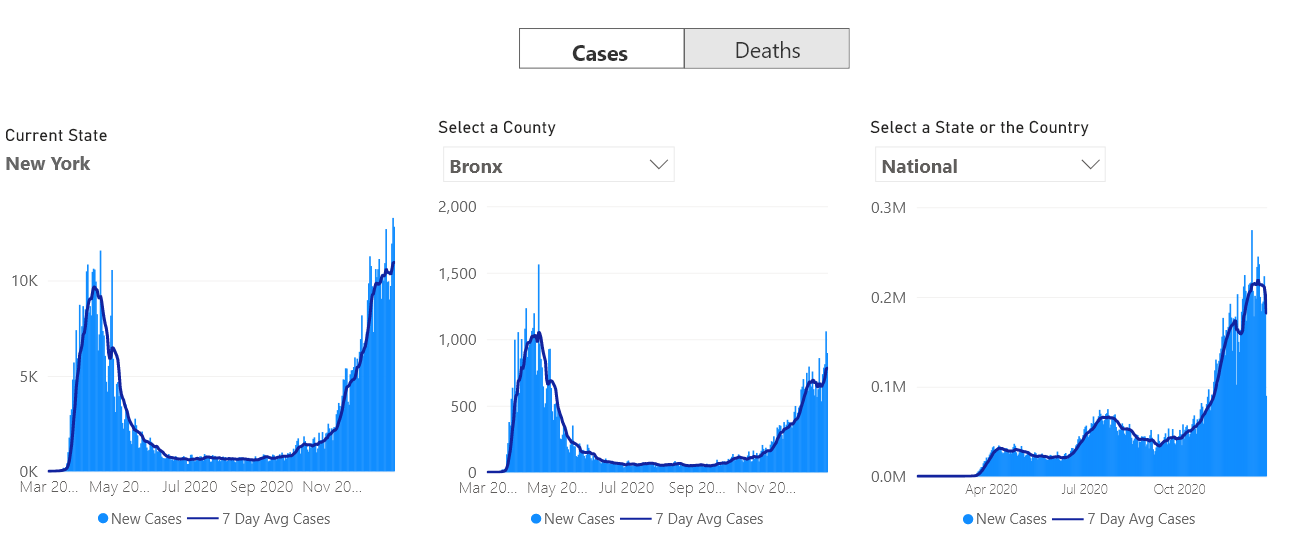 Cases
Deaths
Current State
New York
10K
5K
0K
Mar 20...
May 20...
Jul 2020
Sep 2020
Nov 20...
New Cases
7 Day Avg Cases
Select a County
Bronx
2,000
1,500
1,000
500
0
Mar 20...
May 20...
Jul 2020
Sep 20...
Nov 20...
New Cases
7 Day Avg Cases
Select a State or the Country
National
0.3M
0.2M
0.1M
0.0M
Apr 2020
Jul 2020
Oct 2020
New Cases
7 Day Avg Cases